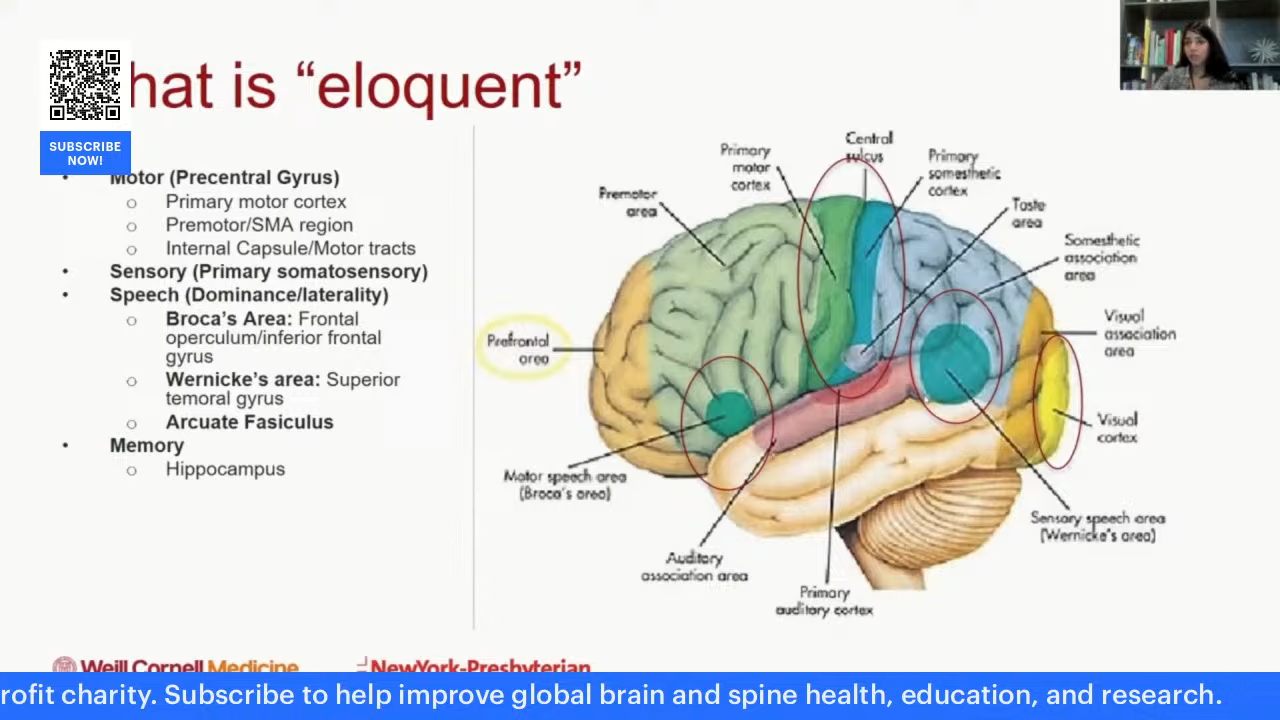 hat is “eloquent”
SUBSCRIBE
NOW!
• Motor (Precentral Gyrus)
o Primary motor cortex
o Premotor/SMA region
o Internal Capsule/Motor tracts
• Sensory (Primary somatosensory)
• Speech (Dominance/laterality)
o Broca’s Area: Frontal
operculum/inferior frontal
gyrus
o Wernicke’s area: Superior
temoral gyrus
o Arcuate Fasiculus
• Memory
o Hippocampus
Central
sulcus
Primary
motor
cortex
Primary
somesthetic
cortex
Premotor
area
Taste
area
Somesthetic
association
area
Prefrontal
area
Visual
association
area
Visual
cortex
Motor speech area
(Broca's area)
Sensory speech area
(Wernicke's area)
Auditory
association area
Primary
auditory cortex
Weill Cornell Medicine
NewYork-Presbyterian
rofit charity. Subscribe to help improve global brain and spine health, education, and research.